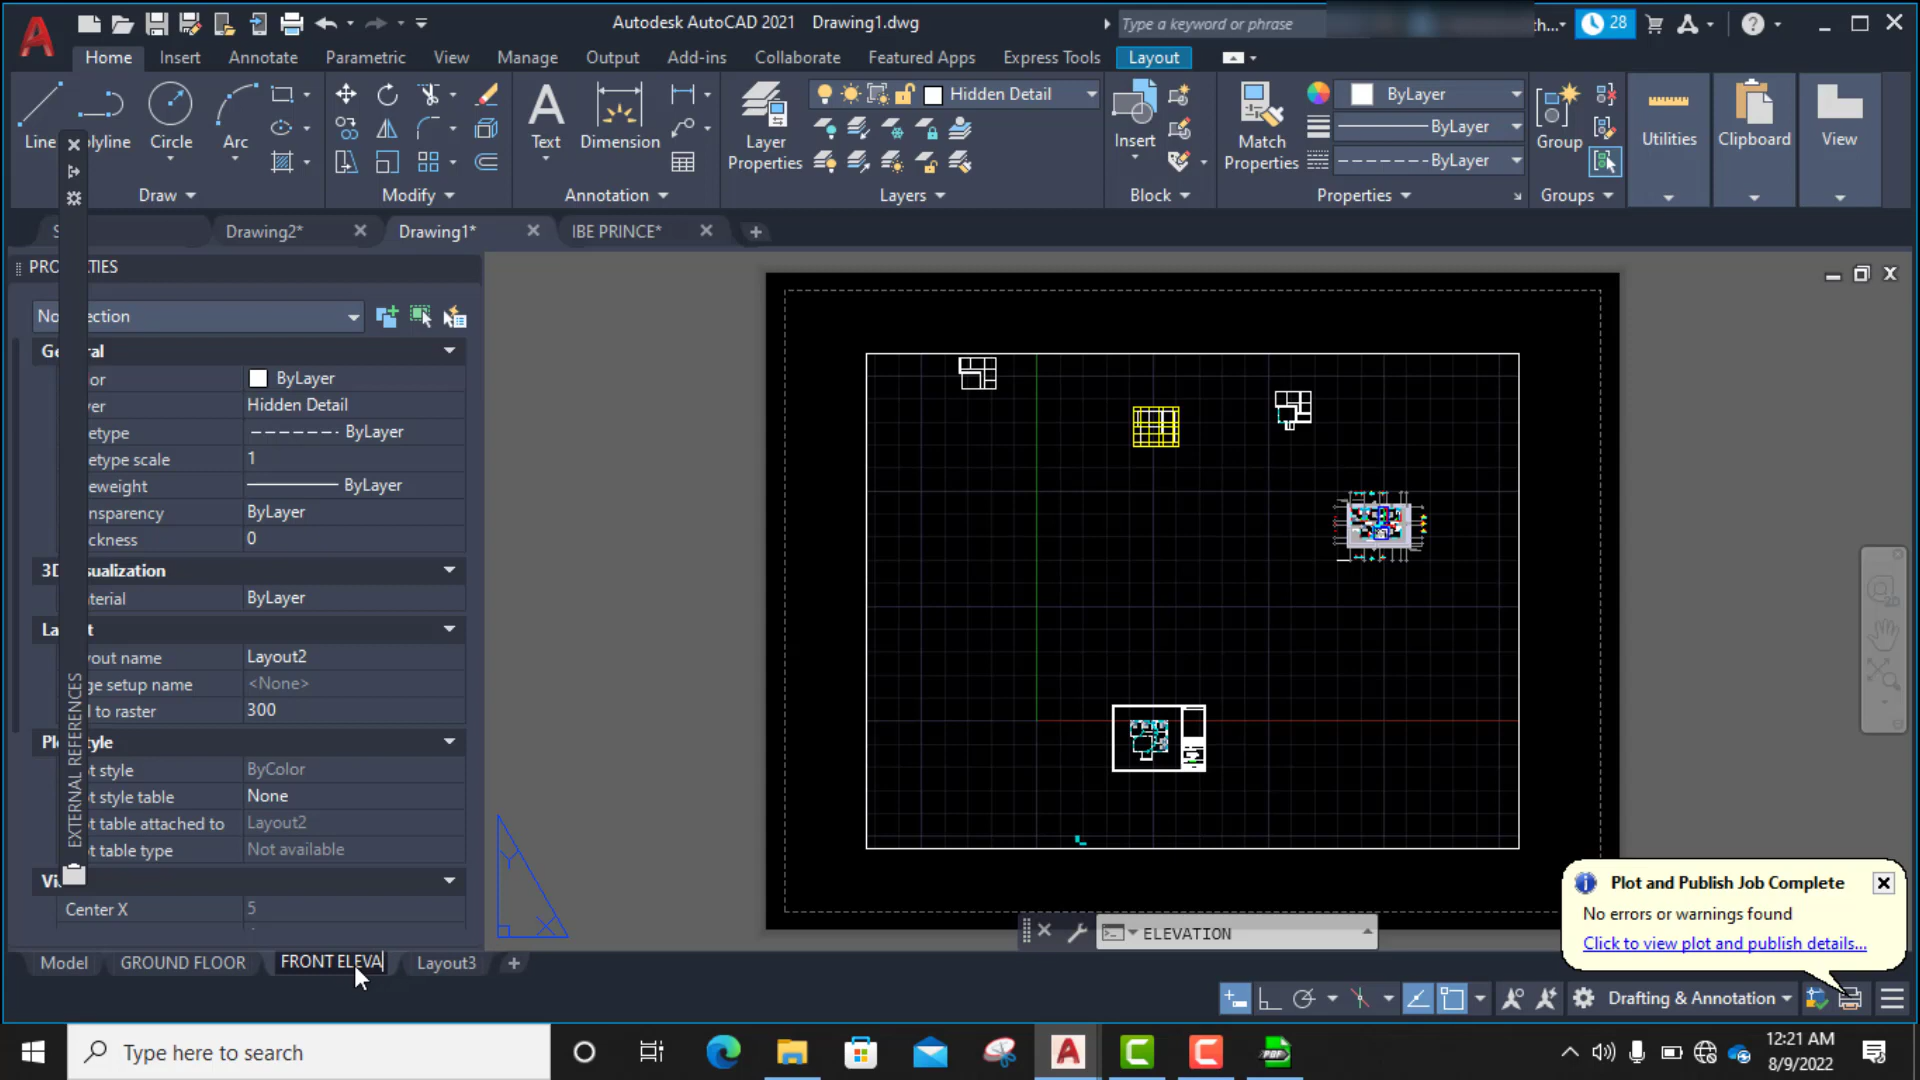 Autodesk AutoCAD 2021 Drawing1.dwg
Type a keyword or phrase
28
Home Insert Annotate Parametric View Manage Output Add-ins Collaborate Featured Apps Express Tools Layout
Hidden Detail
ByLayer
ByLayer
ByLayer
Line
Circle
Arc
Text
Dimension
Layer
Properties
Insert
Match
Properties
Group
Utilities
Clipboard
View
Draw
Modify
Annotation
Layers
Block
Properties
Groups
Drawing2*
Drawing1*
IBE PRINCE*
ByLayer
Hidden Detail
ByLayer
1
ByLayer
ByLayer
0
ByLayer
Layout2
<None>
300
ByColor
None
Layout2
Not available
Center X
5
EXTERNAL REFERENCES
Y
X
ELEVATION
Plot and Publish Job Complete
No errors or warnings found
Click to view plot and publish details...
Model
GROUND FLOOR
FRONT ELEVA
Layout3
Drafting & Annotation
Type here to search
12:21 AM
8/9/2022